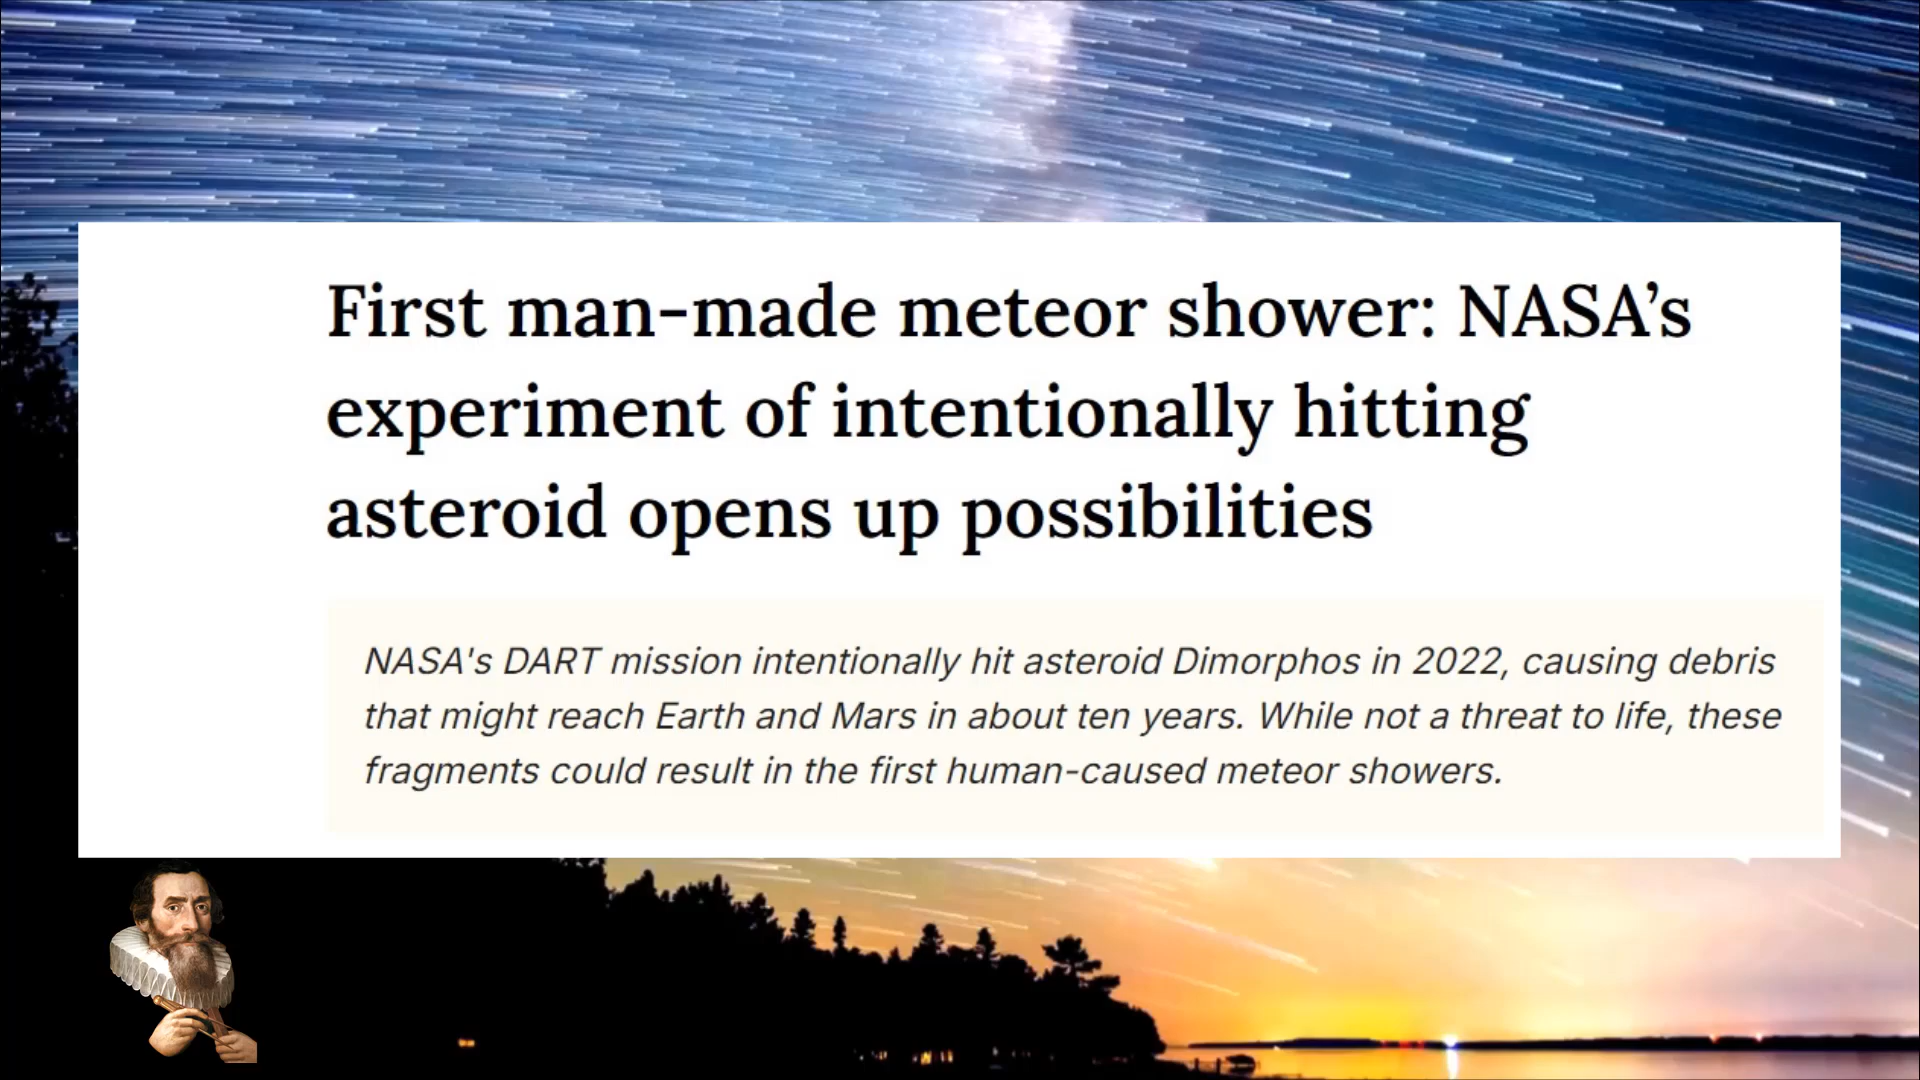 First man-made meteor shower: NASA’s
experiment of intentionally hitting
asteroid opens up possibilities
NASA's DART mission intentionally hit asteroid Dimorphos in 2022, causing debris
that might reach Earth and Mars in about ten years. While not a threat to life, these
fragments could result in the first human-caused meteor showers.